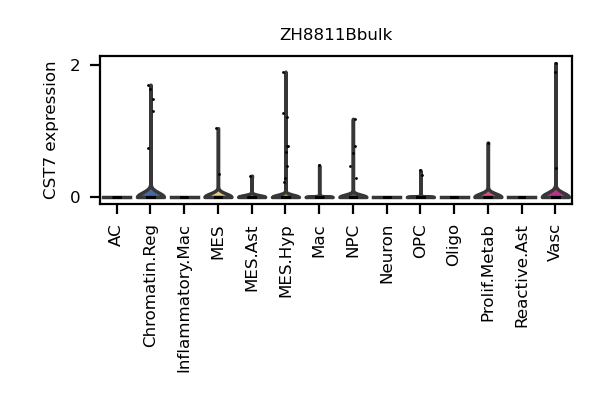 ZH8811Bbulk
CST7 expression
2
0
AC
Chromatin.Reg
Inflammatory.Mac
MES
MES.Ast
MES.Hyp
Mac
NPC
Neuron
OPC
Oligo
Prolif.Metab
Reactive.Ast
Vasc